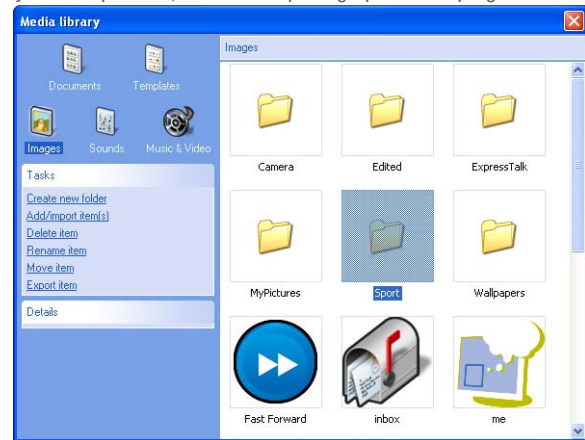 Media library
Documents
Templates
Images
Sounds
Music & Video
Tasks
Create new folder
Add/import item(s)
Delete item
Rename item
Move item
Export item
Details
Images
Camera
Edited
ExpressTalk
MyPictures
Sport
Wallpapers
Fast Forward
inbox
me